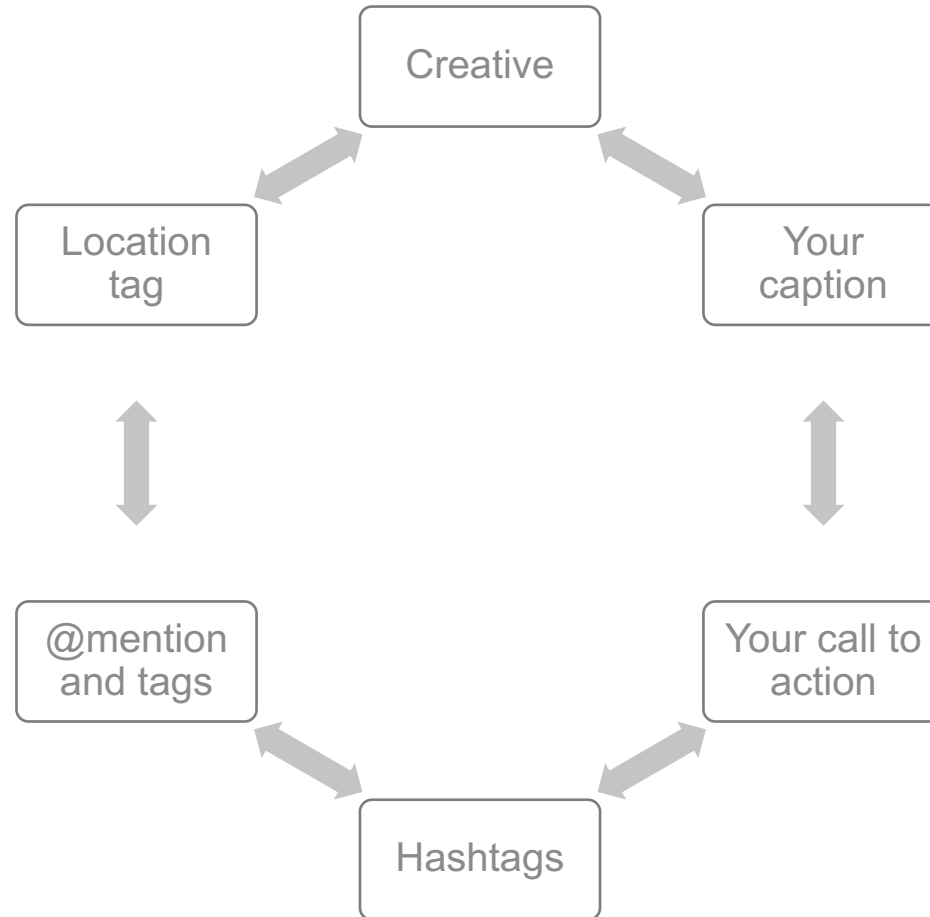 Creative
Your
caption
Your call to
action
Hashtags
@mention
and tags
Location
tag